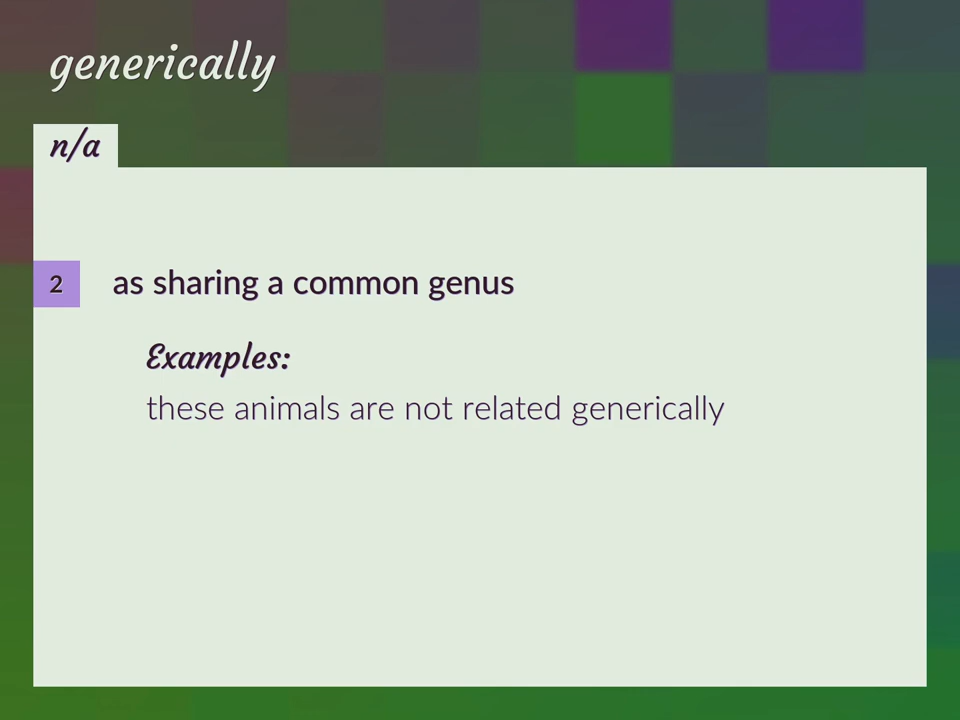 generically
n/a
2 as sharing a common genus
Examples:
these animals are not related generically